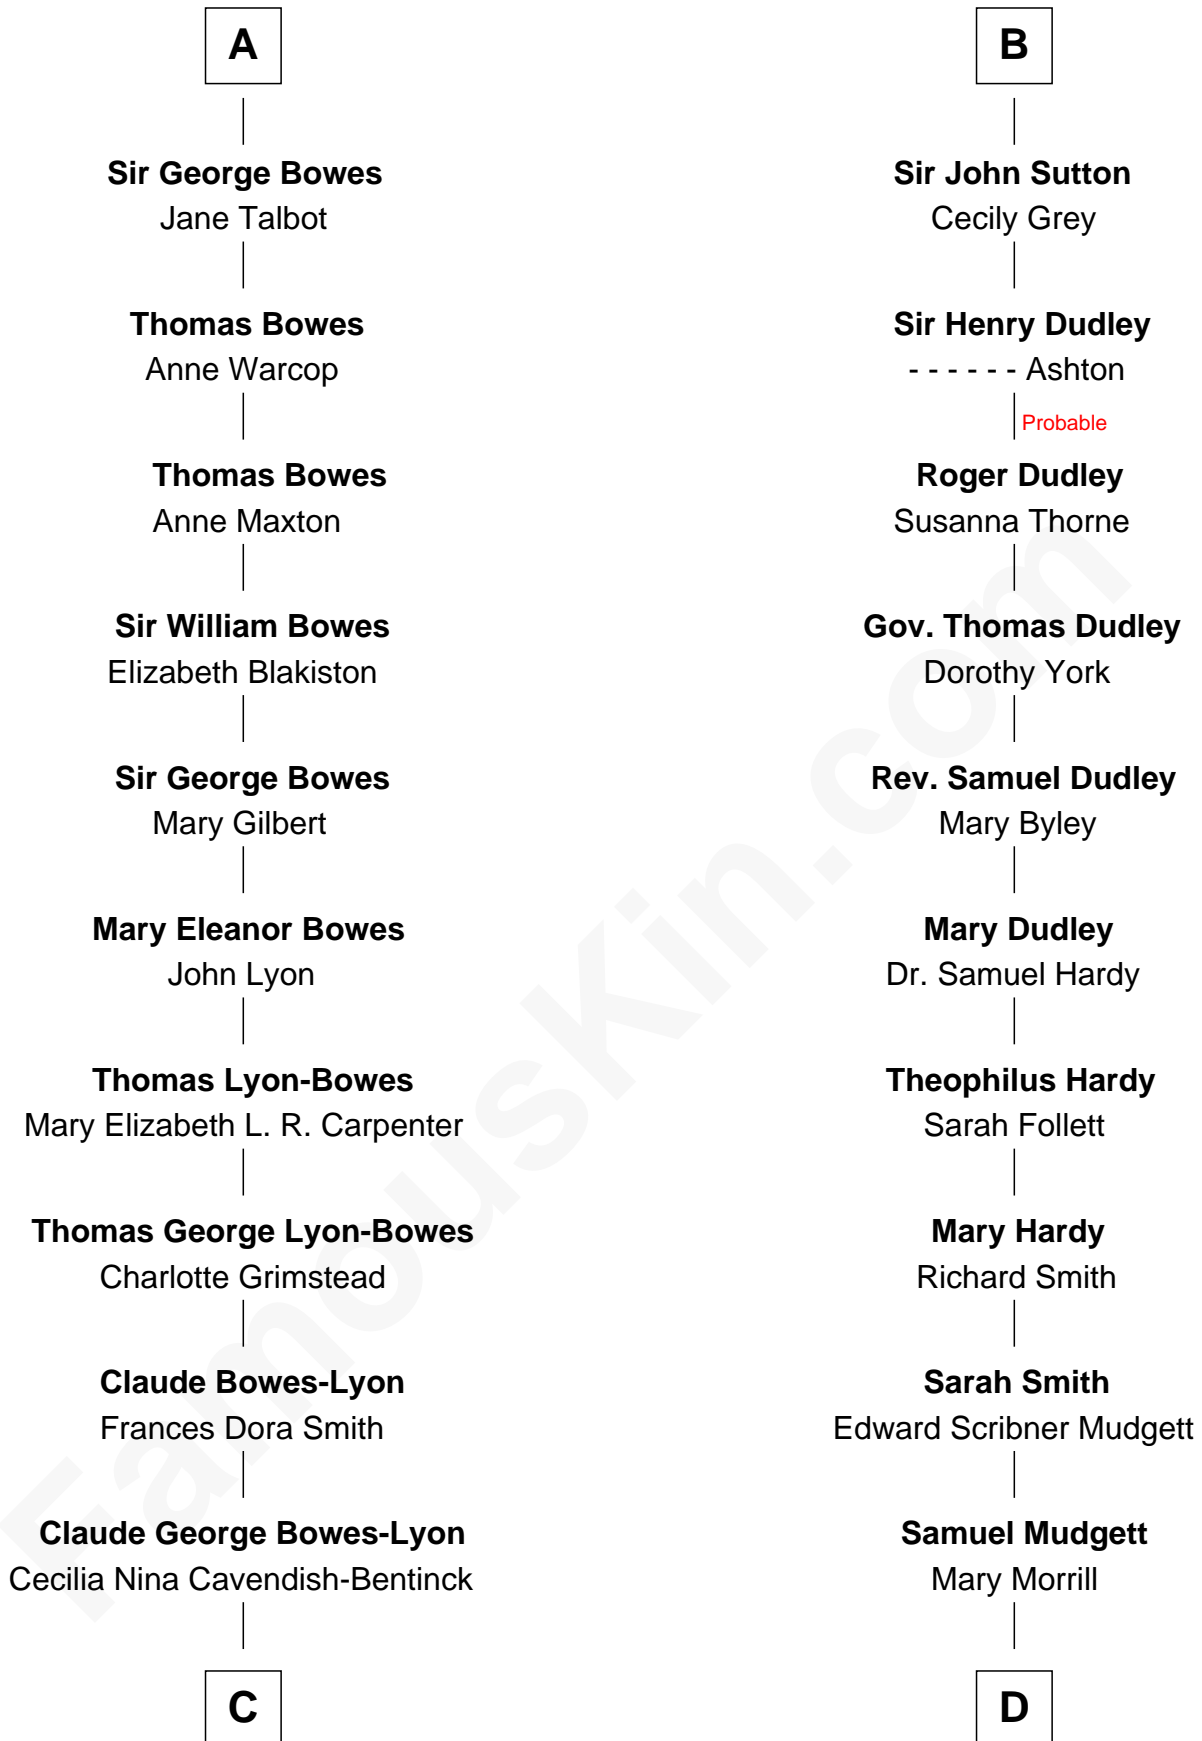 A
Sir George Bowes
Jane Talbot
Thomas Bowes
Anne Warcop
Thomas Bowes
Anne Maxton
Sir William Bowes
Elizabeth Blakiston
Sir George Bowes
Mary Gilbert
Mary Eleanor Bowes
John Lyon
Thomas Lyon-Bowes
Mary Elizabeth L. R. Carpenter
Thomas George Lyon-Bowes
Charlotte Grimstead
Claude Bowes-Lyon
Frances Dora Smith
Claude George Bowes-Lyon
Cecilia Nina Cavendish-Bentinck
C
B
Sir John Sutton
Cecily Grey
Sir Henry Dudley
- - - - - - Ashton
Probable
Roger Dudley
Susanna Thorne
Gov. Thomas Dudley
Dorothy York
Rev. Samuel Dudley
Mary Byley
Mary Dudley
Dr. Samuel Hardy
Theophilus Hardy
Sarah Follett
Mary Hardy
Richard Smith
Sarah Smith
Edward Scribner Mudgett
Samuel Mudgett
Mary Morrill
D
FamousKin.com